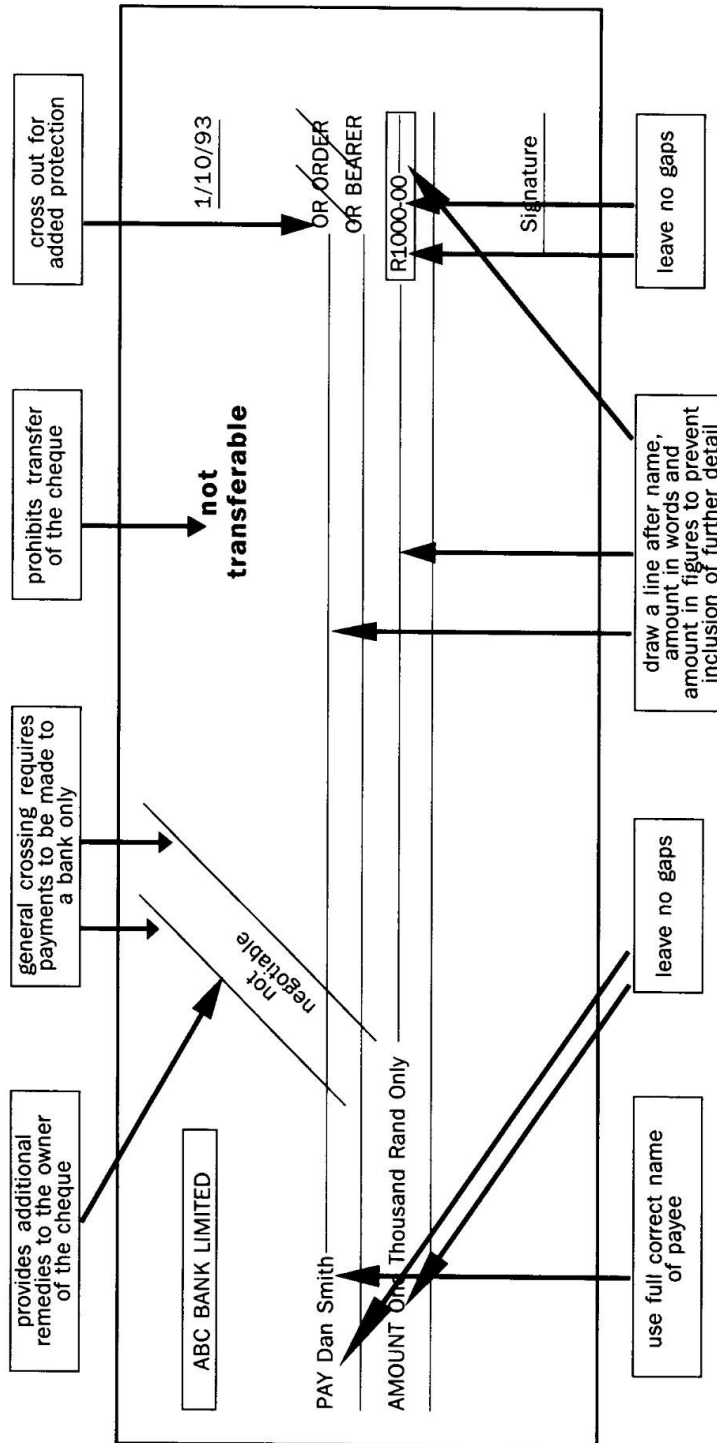 provides additional
remedies to the owner
of the cheque
general crossing requires
payments to be made to
a bank only
prohibits transfer
of the cheque
cross out for
added protection
ABC BANK LIMITED
not
negotiable
not
transferable
1/10/93
PAY Dan Smith
OR ORDER
OR BEARER
AMOUNT One Thousand Rand Only
R1000-00
Signature
use full correct name
of payee
leave no gaps
draw a line after name,
amount in words and
amount in figures to prevent
inclusion of further detail
leave no gaps